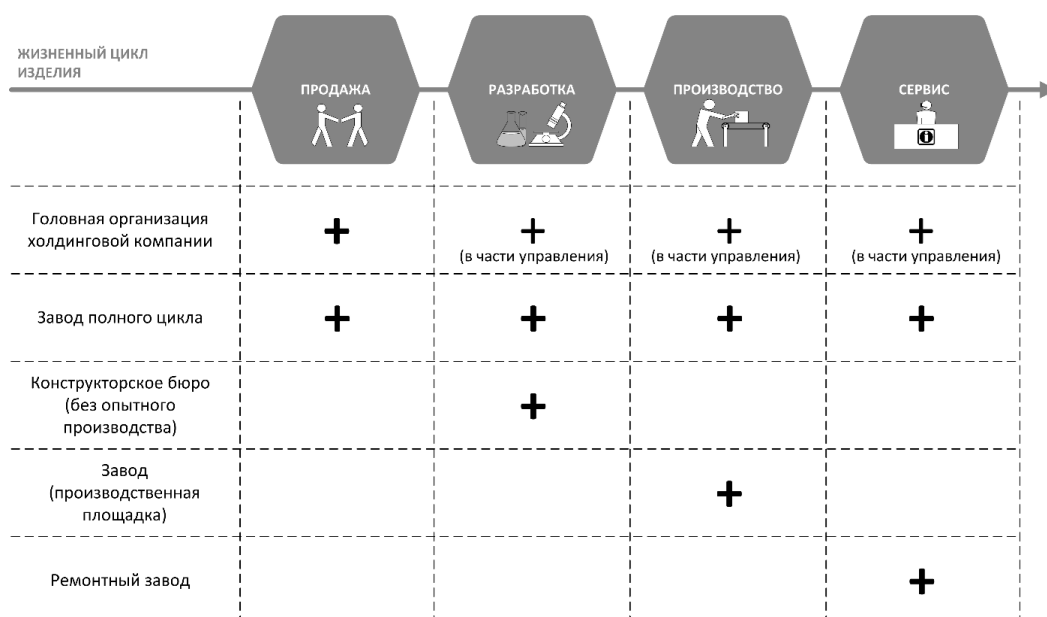 ЖИЗНЕННЫЙ ЦИКЛ
ИЗДЕЛИЯ
ПРОДАЖА
РАЗРАБОТКА
ПРОИЗВОДСТВО
СЕРВИС
Головная организация
холдинговой компании
+
+
(в части управления)
+
(в части управления)
+
(в части управления)
Завод полного цикла
+
+
+
+
Конструкторское бюро
(без опытного
производства)
+
Завод
(производственная
площадка)
+
Ремонтный завод
+